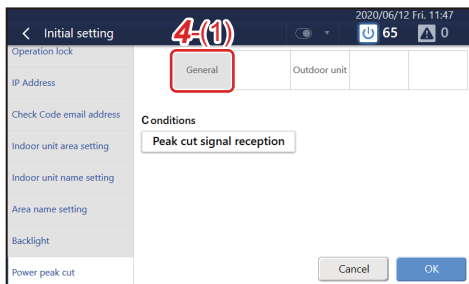 2020/06/12 Fri. 11:47
Initial setting
4-(1)
65
0
Operation lock
IP Address
Check Code email address
Indoor unit area setting
Indoor unit name setting
Area name setting
Backlight
Power peak cut
General
Outdoor unit
Conditions
Peak cut signal reception
Cancel
OK